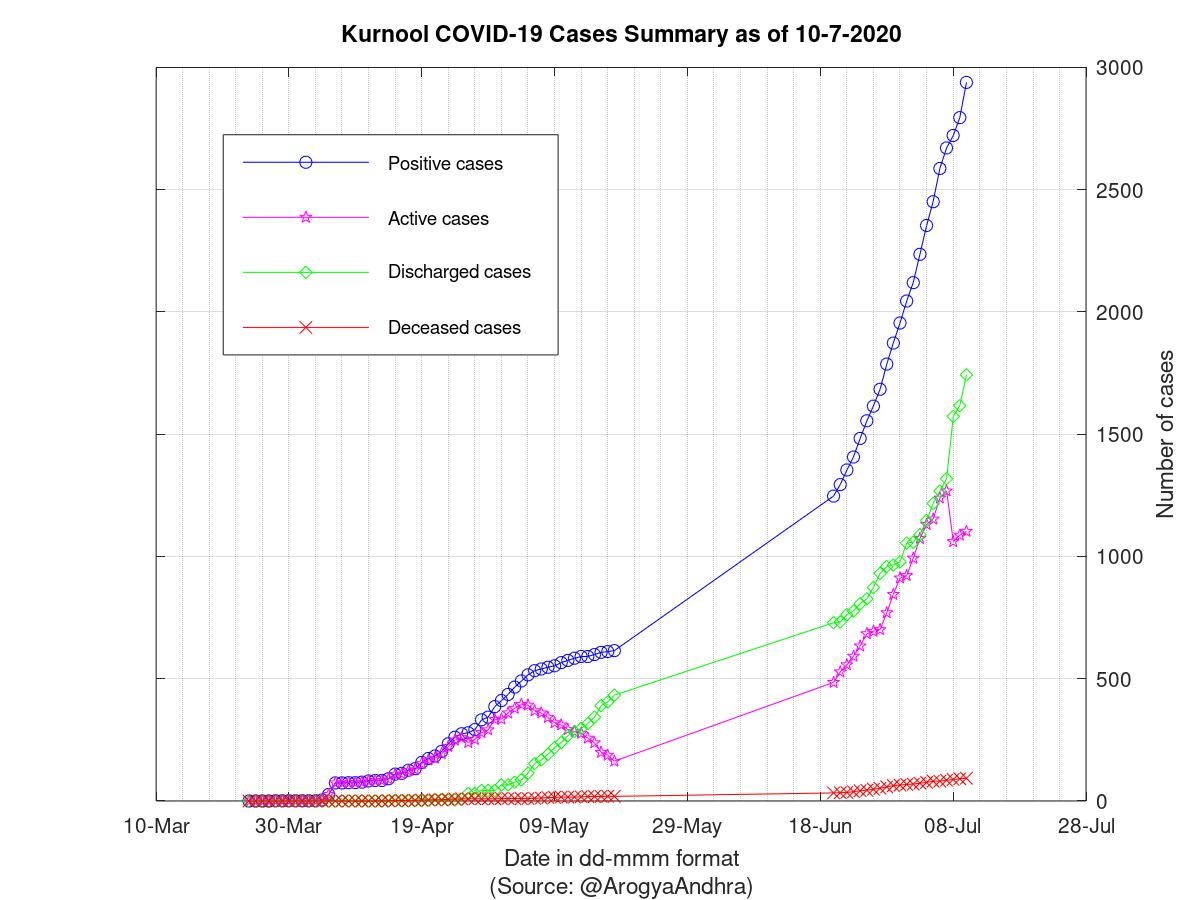 Kurnool COVID-19 Cases Summary as of 10-7-2020
Positive cases
Active cases
Discharged cases
Deceased cases
3000
2500
2000
1500
1000
500
0
Number of cases
10-Mar 30-Mar 19-Apr 09-May 29-May 18-Jun 08-Jul 28-Jul
Date in dd-mmm format
(Source: @ArogyaAndhra)